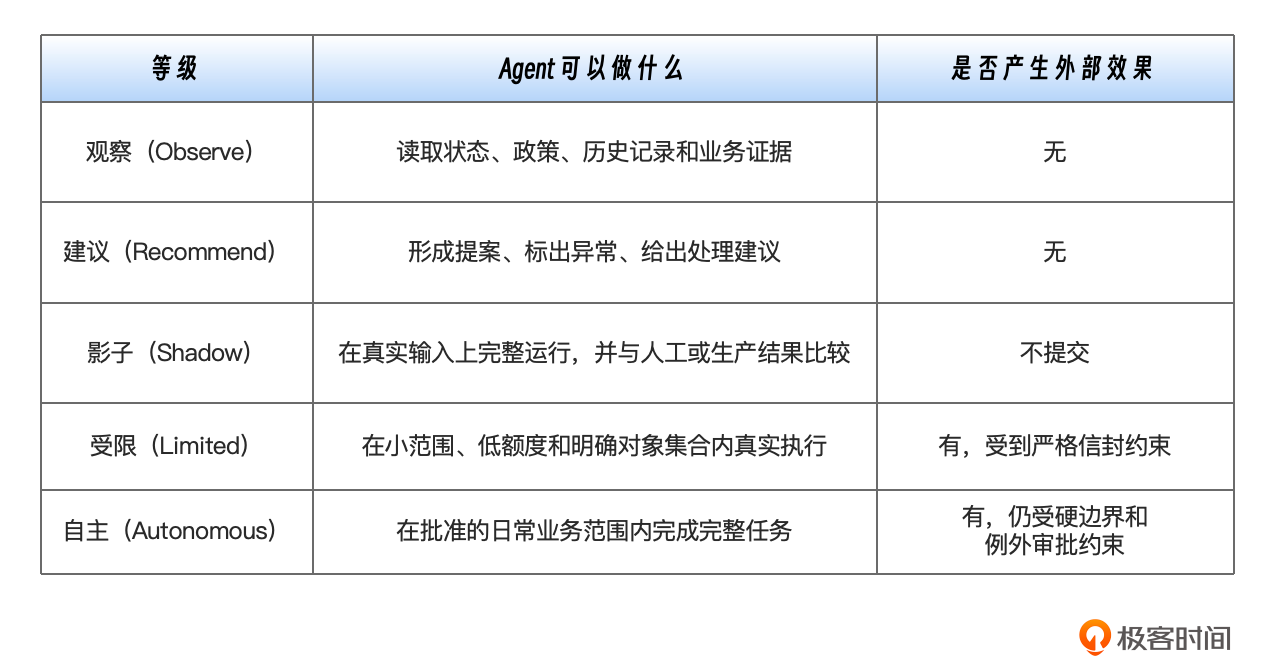 等级 Agent可以做什么 是否产生外部效果
观察（Observe） 读取状态、政策、历史记录和业务证据 无
建议（Recommend） 形成提案、标出异常、给出处理建议 无
影子（Shadow） 在真实输入上完整运行，并与人工或生产结果比较 不提交
受限（Limited） 在小范围、低额度和明确对象集合内真实执行 有，受到严格信封约束
自主（Autonomous） 在批准的日常业务范围内完成完整任务 有，仍受硬边界和
例外审批约束
极客时间